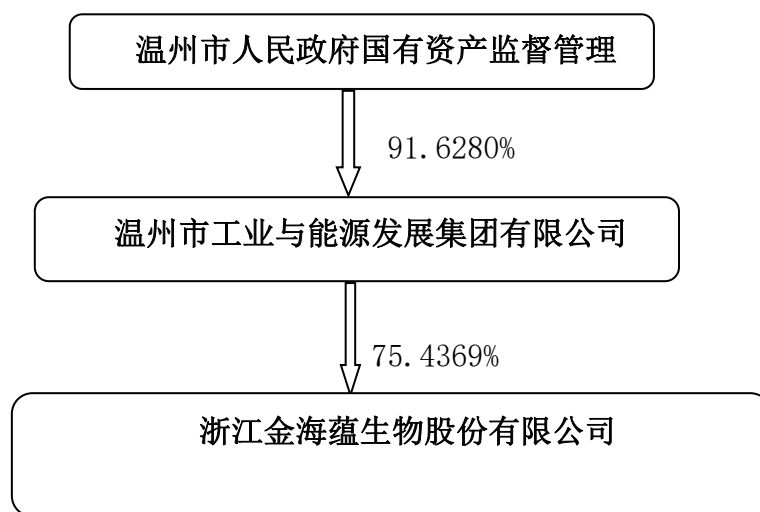 温州市人民政府国有资产监督管理
91.6280%
温州市工业与能源发展集团有限公司
75.4369%
浙江金海蕴生物股份有限公司